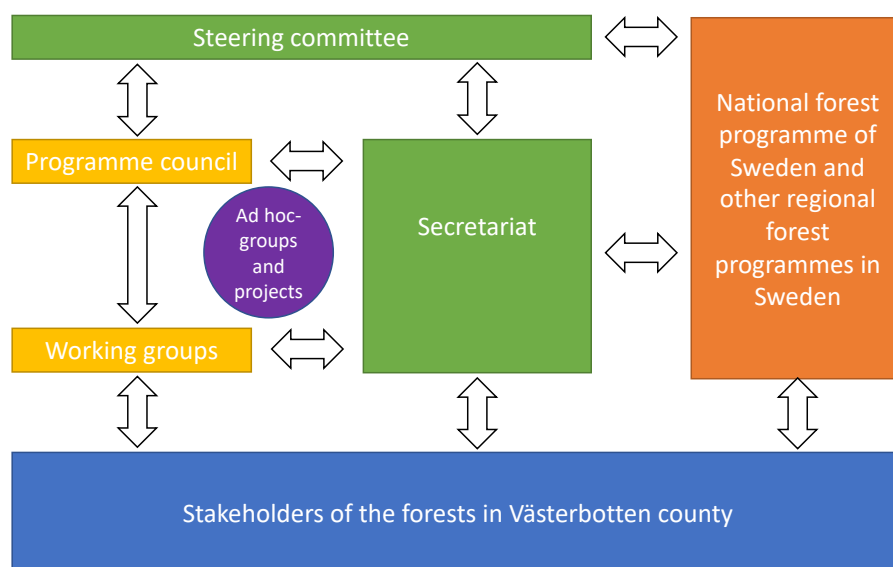 Steering committee
Programme council
Ad hoc-
groups
and
projects
Working groups
Secretariat
National forest
programme of
Sweden and
other regional
forest
programmes in
Sweden
Stakeholders of the forests in Västerbotten county